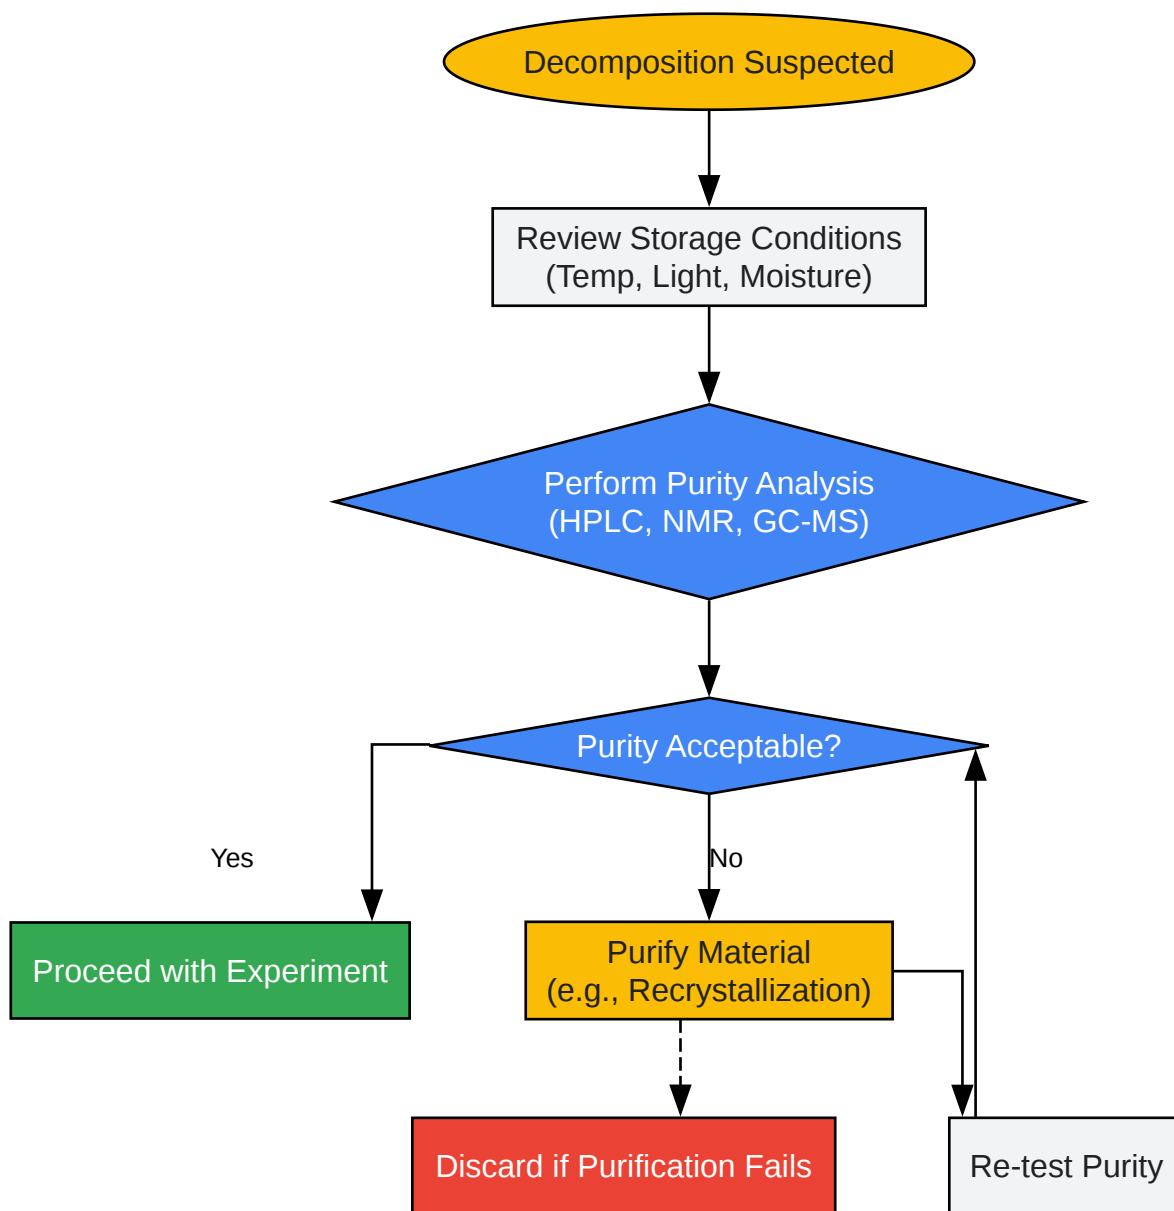 Decomposition Suspected
Review Storage Conditions
(Temp, Light, Moisture)
Perform Purity Analysis
(HPLC, NMR, GC-MS)
Purity Acceptable?
Yes
No
Proceed with Experiment
Purify Material
(e.g., Recrystallization)
Discard if Purification Fails
Re-test Purity